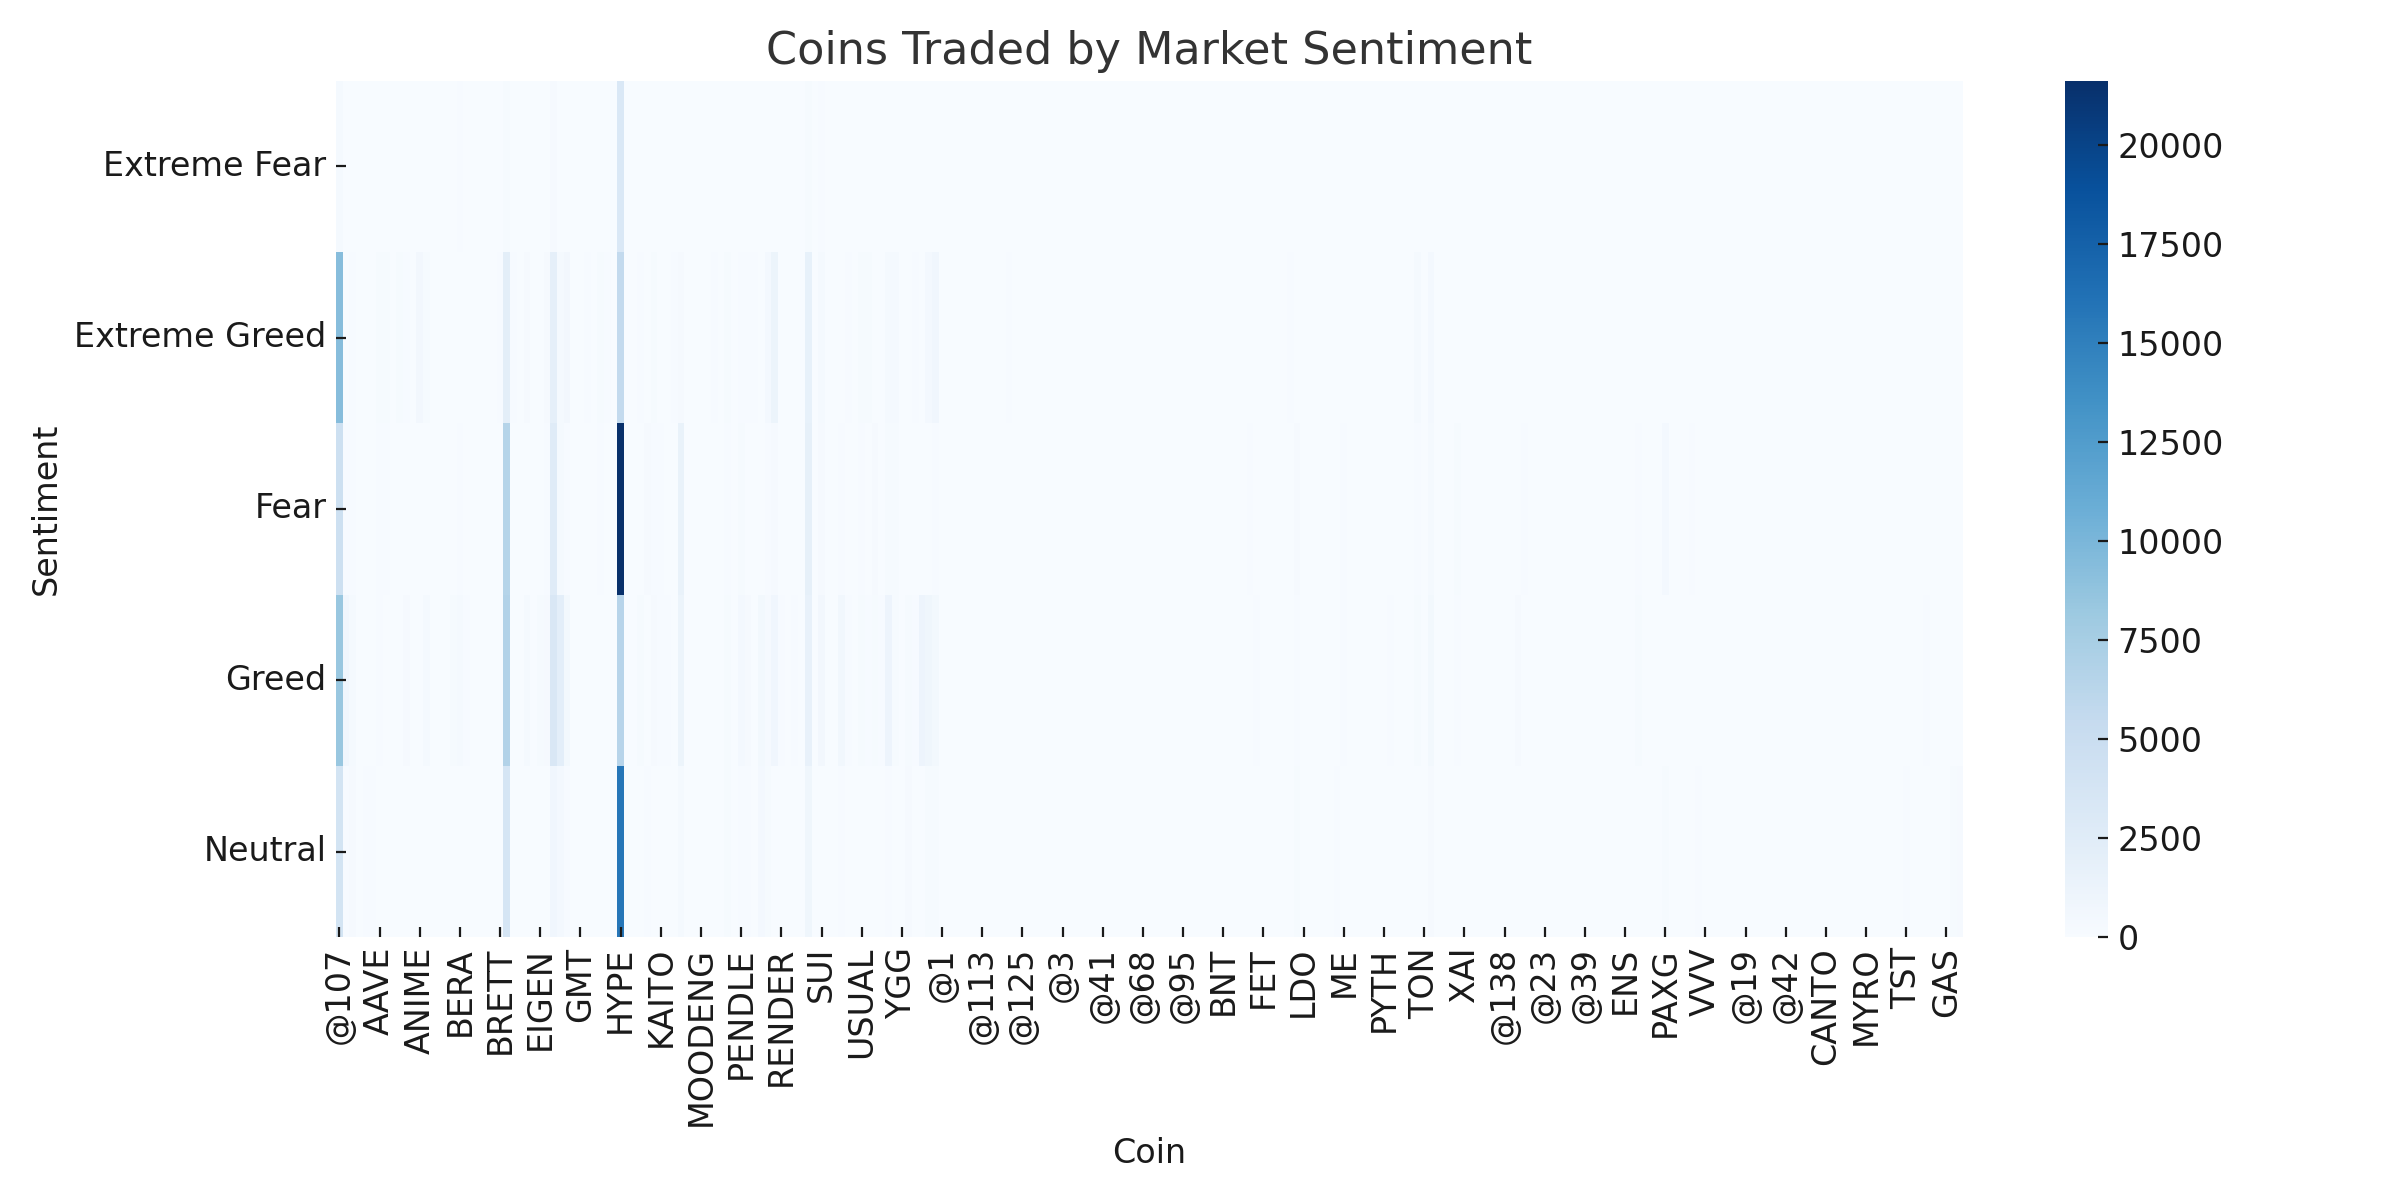 Coins Traded by Market Sentiment
Sentiment
Extreme Fear
Extreme Greed
Fear
Greed
Neutral
20000
17500
15000
12500
10000
7500
5000
2500
0
@107
AAVE
ANIME
BERA
BRETT
EIGEN
GMT
HYPE
KAITO
MOODENG
PENDLE
RENDER
SUI
USUAL
YGG
@1
@113
@125
@3
@41
@68
@95
BNT
FET
LDO
ME
PYTH
TON
XAI
@138
@23
@39
ENS
PAXG
VVV
@19
@42
CANTO
MYRO
TST
GAS
Coin